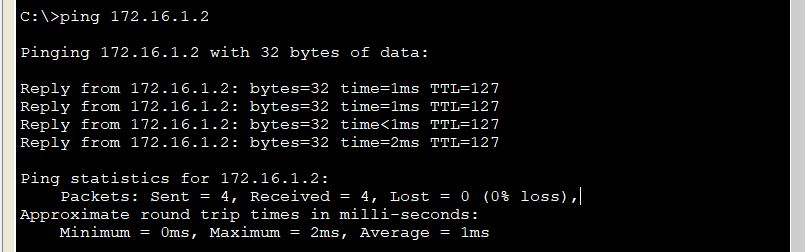 C:\>ping 172.16.1.2
Pinging 172.16.1.2 with 32 bytes of data:
Reply from 172.16.1.2: bytes=32 time=1ms TTL=127
Reply from 172.16.1.2: bytes=32 time=1ms TTL=127
Reply from 172.16.1.2: bytes=32 time<1ms TTL=127
Reply from 172.16.1.2: bytes=32 time=2ms TTL=127
Ping statistics for 172.16.1.2:
Packets: Sent = 4, Received = 4, Lost = 0 (0% loss),
Approximate round trip times in milli-seconds:
Minimum = 0ms, Maximum = 2ms, Average = 1ms